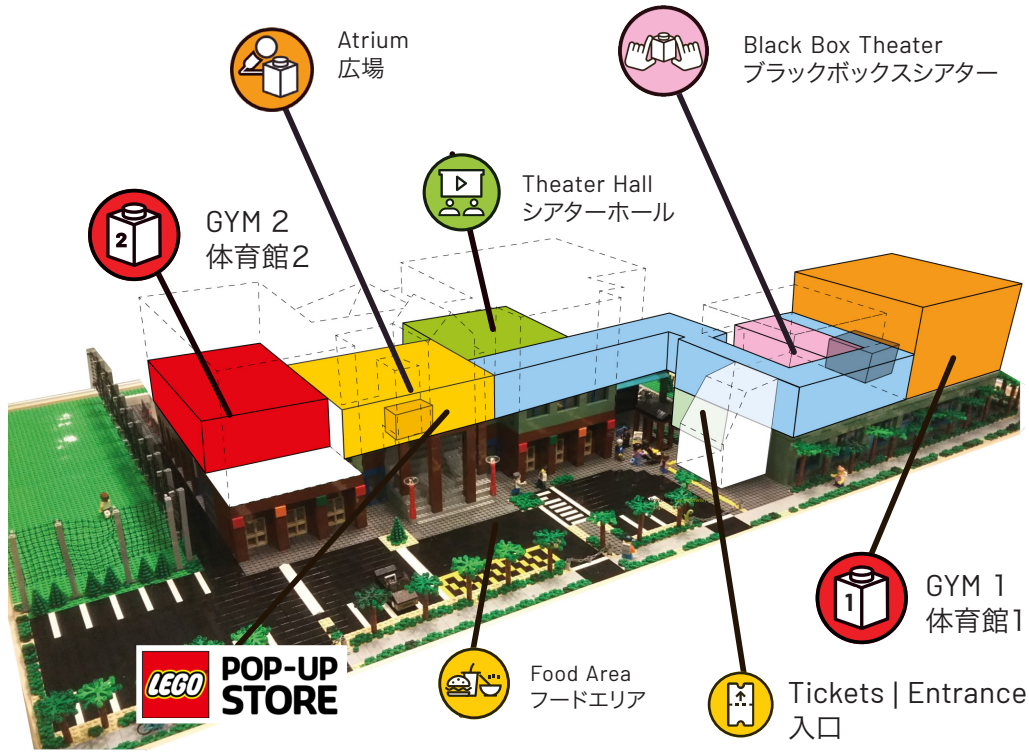 Atrium
広場
Black Box Theater
ブラックボックスシアター
Theater Hall
シアターホール
2
GYM 2
体育館2
1
GYM 1
体育館1
LEGO
POP-UP
STORE
Food Area
フードエリア
Tickets | Entrance
入口